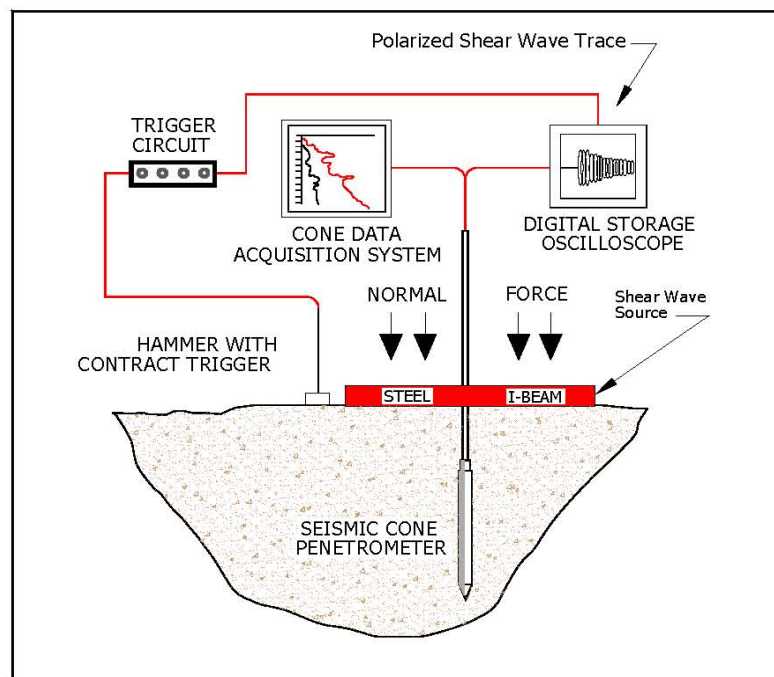 Polarized Shear Wave Trace
TRIGGER
CIRCUIT
CONE DATA
ACQUISITION SYSTEM
DIGITAL STORAGE
OSCILLOSCOPE
NORMAL
FORCE
Shear Wave
Source
HAMMER WITH
CONTRACT TRIGGER
STEEL
I-BEAM
SEISMIC CONE
PENETROMETER